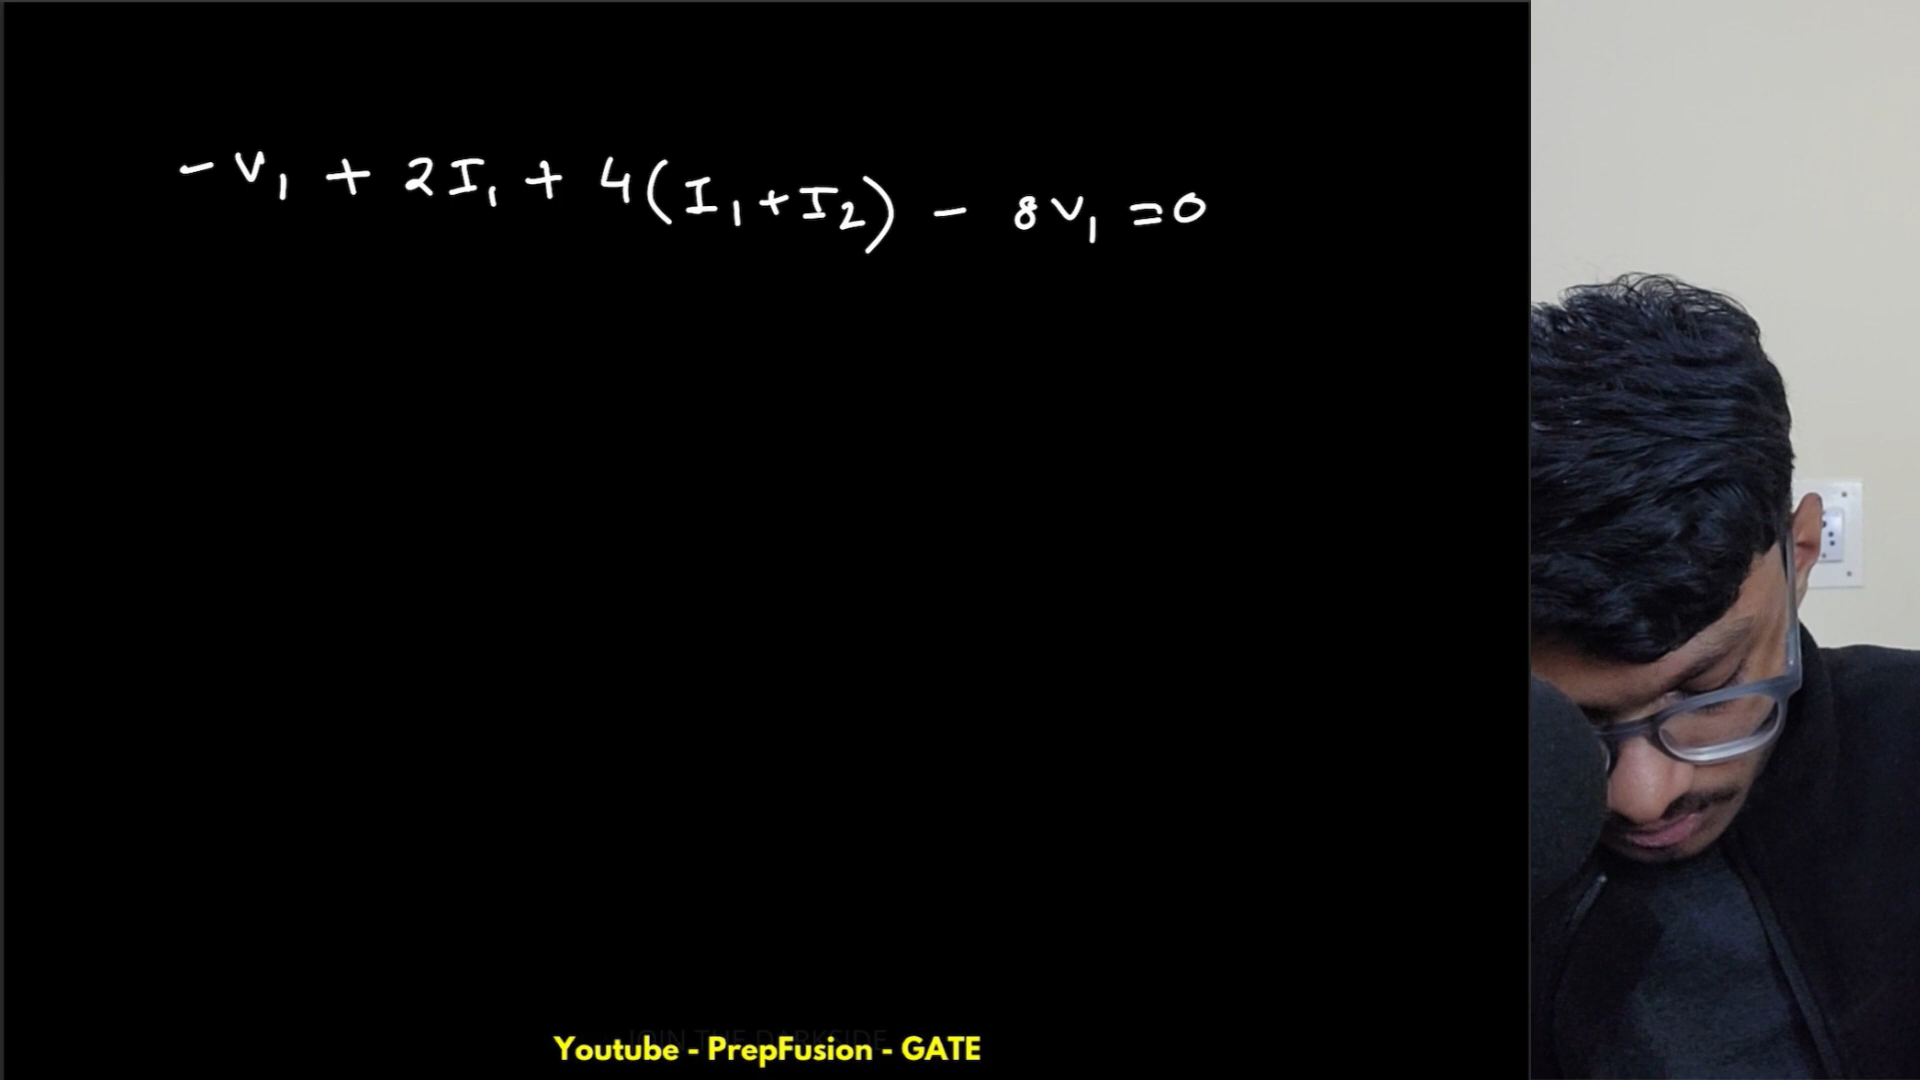 -V₁ + 2I₁ + 4(I₁+I₂) - 8V₁ =0
Youtube - PrepFusion - GATE